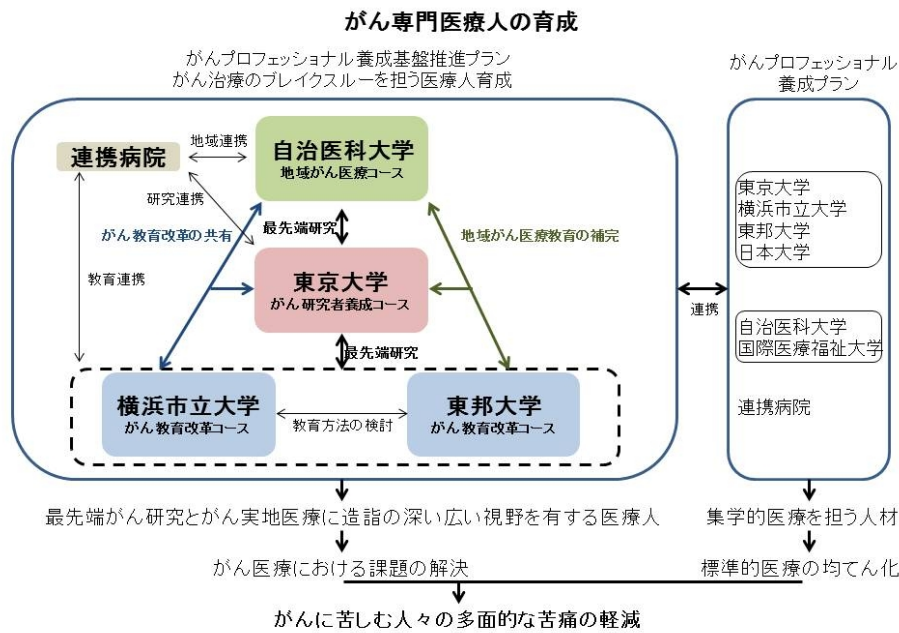 がん専門医療人の育成
がんプロフェッショナル養成基盤推進プラン
がん治療のブレイクスルーを担う医療人育成
がんプロフェッショナル
養成プラン
連携病院
地域連携
自治医科大学
地域がん医療コース
研究連携
がん教育改革の共有
最先端研究
地域がん医療教育の補完
教育連携
東京大学
がん研究者養成コース
最先端研究
横浜市立大学
がん教育改革コース
教育方法の検討
東邦大学
がん教育改革コース
連携
東京大学
横浜市立大学
東邦大学
日本大学
自治医科大学
国際医療福祉大学
連携病院
最先端がん研究とがん実地医療に造詣の深い広い視野を有する医療人
集学的医療を担う人材
がん医療における課題の解決
標準的医療の均てん化
がんに苦しむ人々の多面的な苦痛の軽減